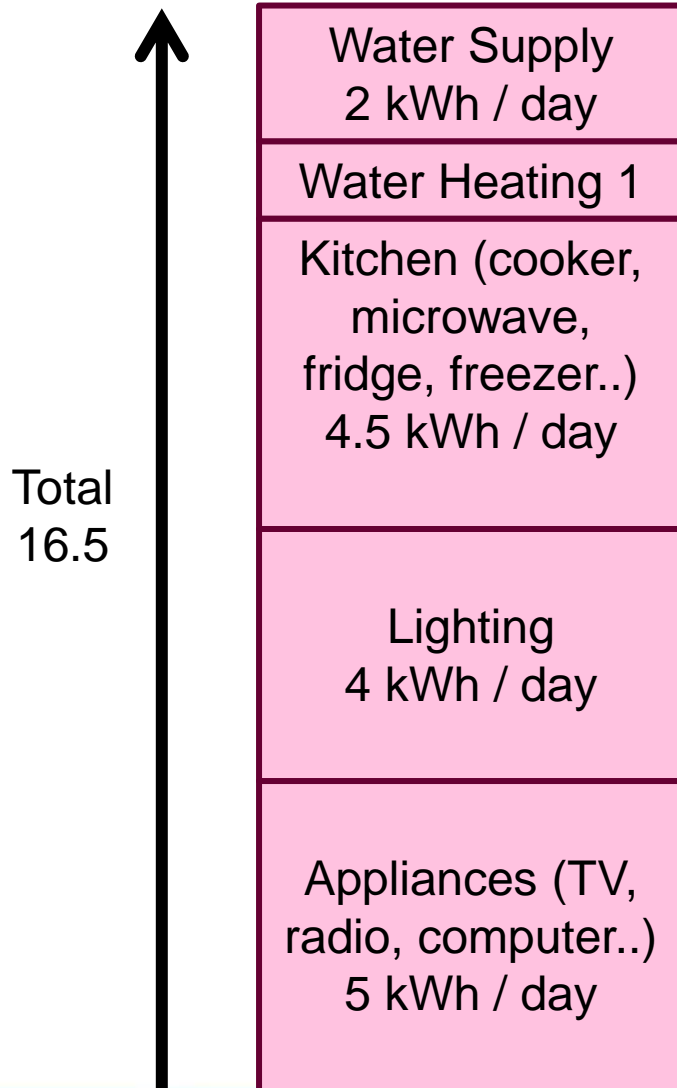 Water Supply
2 kWh / day
Water Heating 1
Kitchen (cooker,
microwave,
fridge, freezer..)
4.5 kWh / day
Total
16.5
Lighting
4 kWh / day
Appliances (TV,
radio, computer..)
5 kWh / day